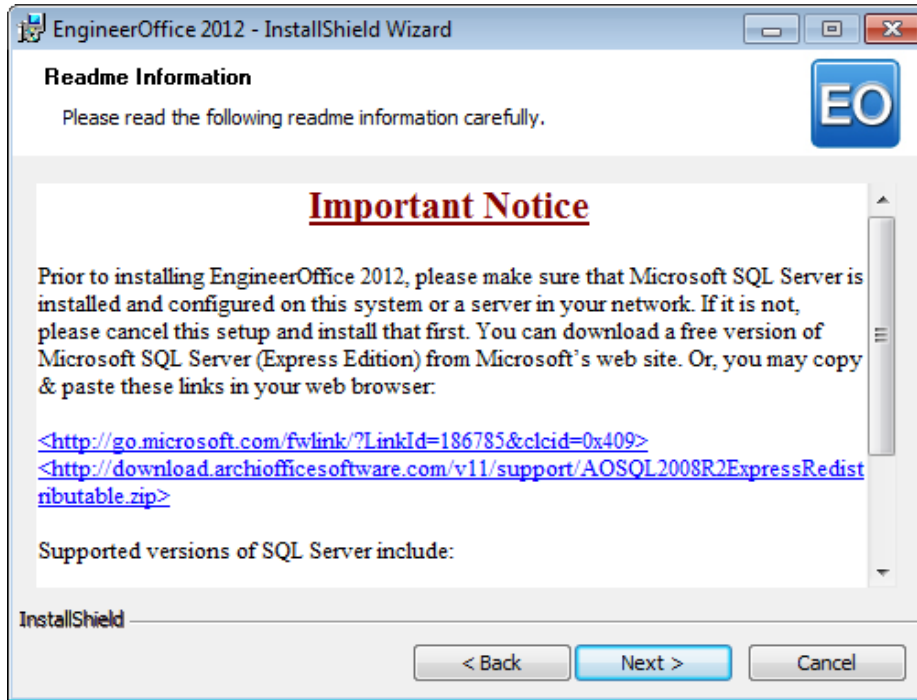 EngineerOffice 2012 - InstallShield Wizard
Readme Information
Please read the following readme information carefully.
EO
Important Notice
Prior to installing EngineerOffice 2012, please make sure that Microsoft SQL Server is
installed and configured on this system or a server in your network. If it is not,
please cancel this setup and install that first. You can download a free version of
Microsoft SQL Server (Express Edition) from Microsoft’s web site. Or, you may copy
& paste these links in your web browser:
<http://go.microsoft.com/fwlink/?LinkId=186785&clcid=0x409>
<http://download.archiofficesoftware.com/v11/support/AOSQL2008R2ExpressRedist
ributable.zip>
Supported versions of SQL Server include:
InstallShield
< Back Next > Cancel